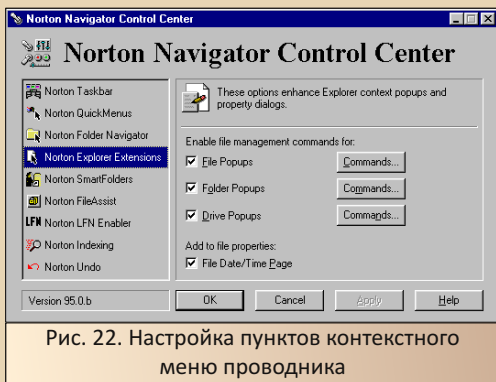 Norton Navigator Control Center
Norton Navigator Control Center
Norton Taskbar
Norton QuickMenus
Norton Folder Navigator
Norton Explorer Extensions
Norton SmartFolders
Norton FileAssist
LFN Norton LFN Enabler
Norton Indexing
Norton Undo
These options enhance Explorer context popups and
property dialogs.
Enable file management commands for:
File Popups Commands...
Folder Popups Commands...
Drive Popups Commands...
Add to file properties:
File Date/Time Page
Version 95.0.b OK Cancel Apply Help
Рис. 22. Настройка пунктов контекстного
меню проводника